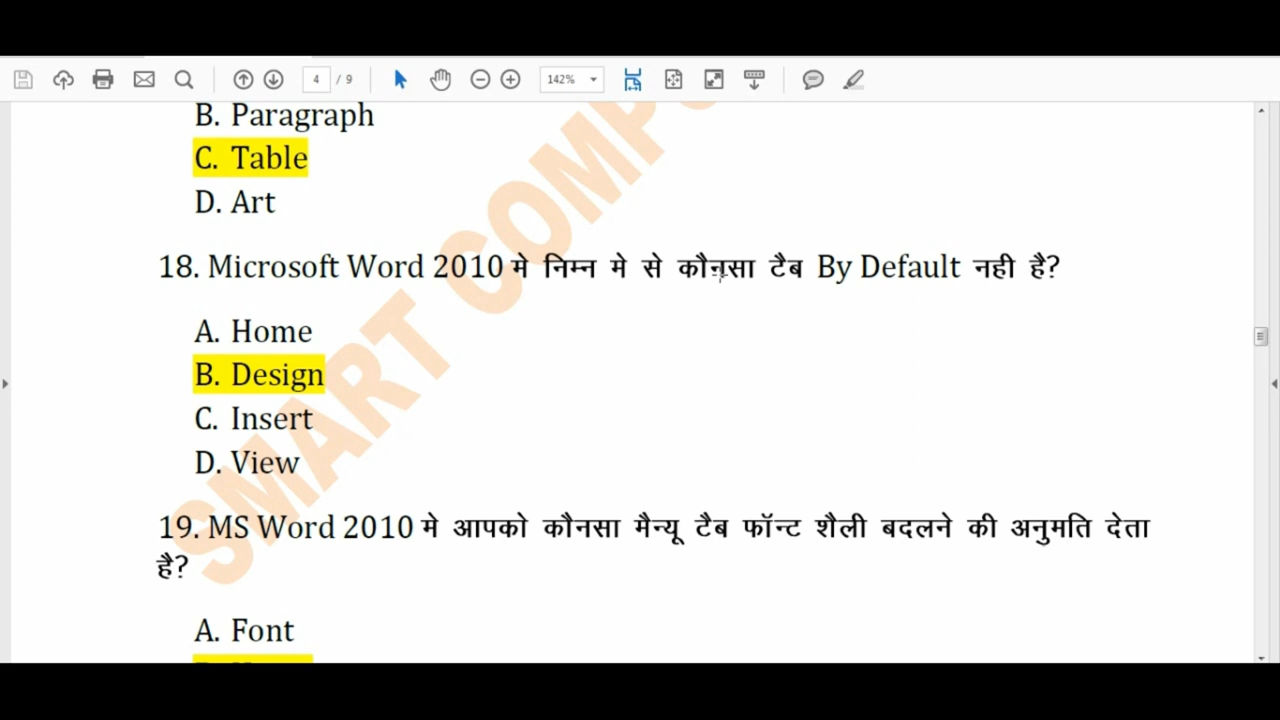 4 / 9
142%
B. Paragraph
C. Table
D. Art
18. Microsoft Word 2010 मे निम्न मे से कौनसा टैब By Default नही है?
A. Home
B. Design
C. Insert
D. View
19. MS Word 2010 मे आपको कौनसा मैन्यू टैब फॉन्ट शैली बदलने की अनुमति देता
है?
A. Font
SMART